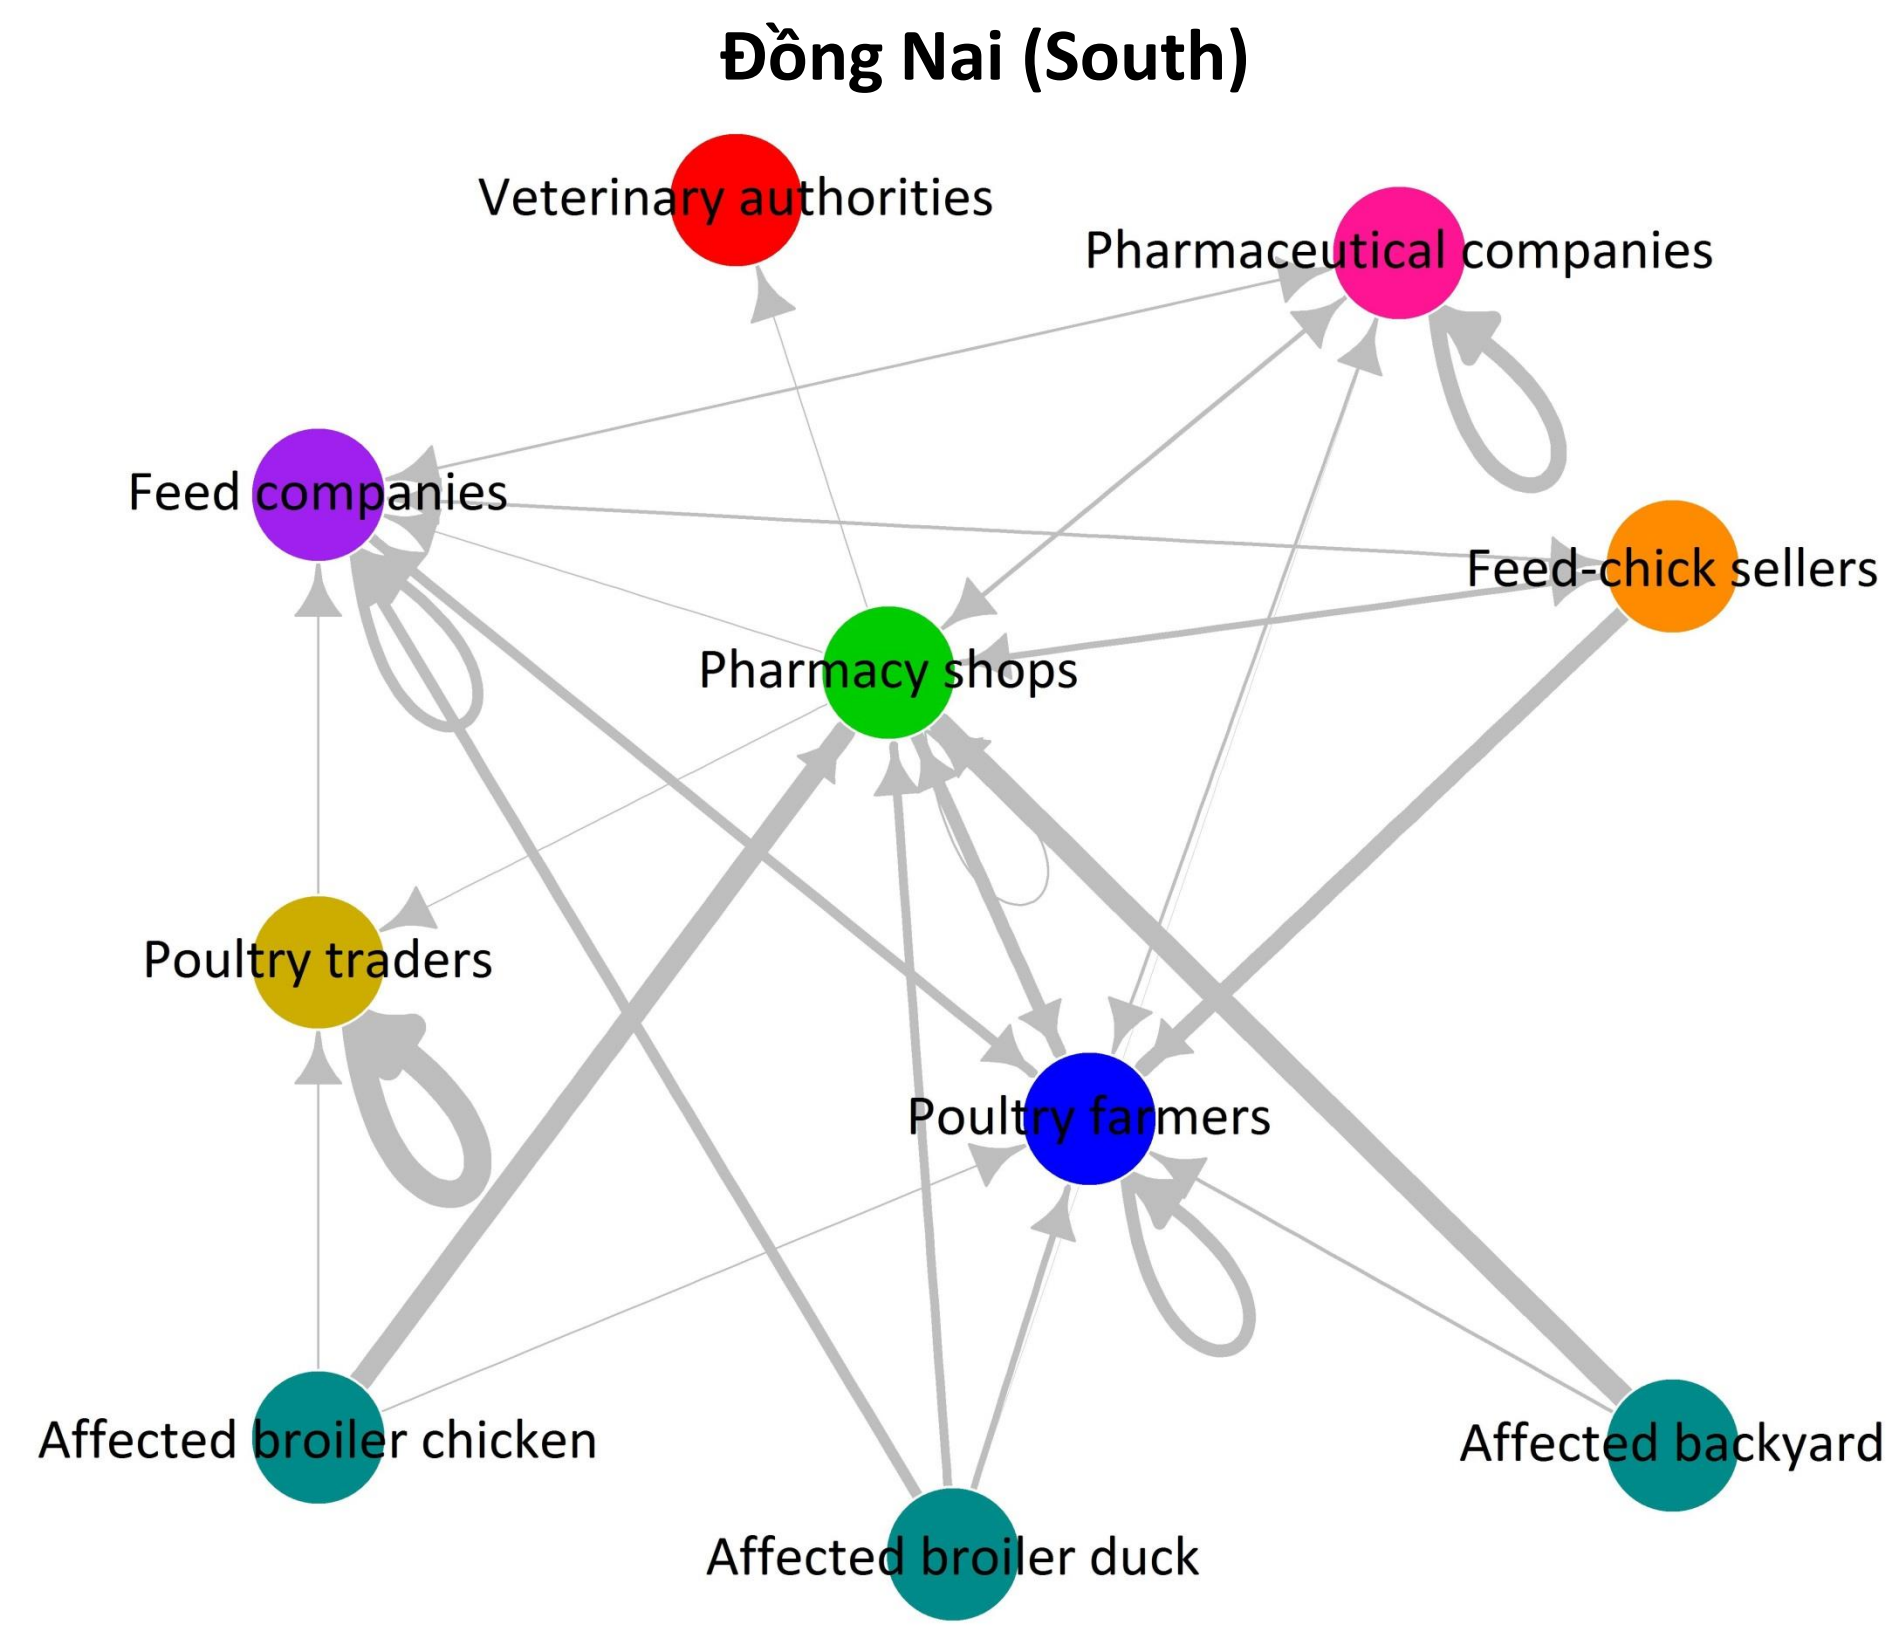 Đồng Nai (South)
Veterinary authorities
Pharmaceutical companies
Feed companies
Feed-chick sellers
Pharmacy shops
Poultry traders
Poultry farmers
Affected broiler chicken
Affected backyard
Affected broiler duck